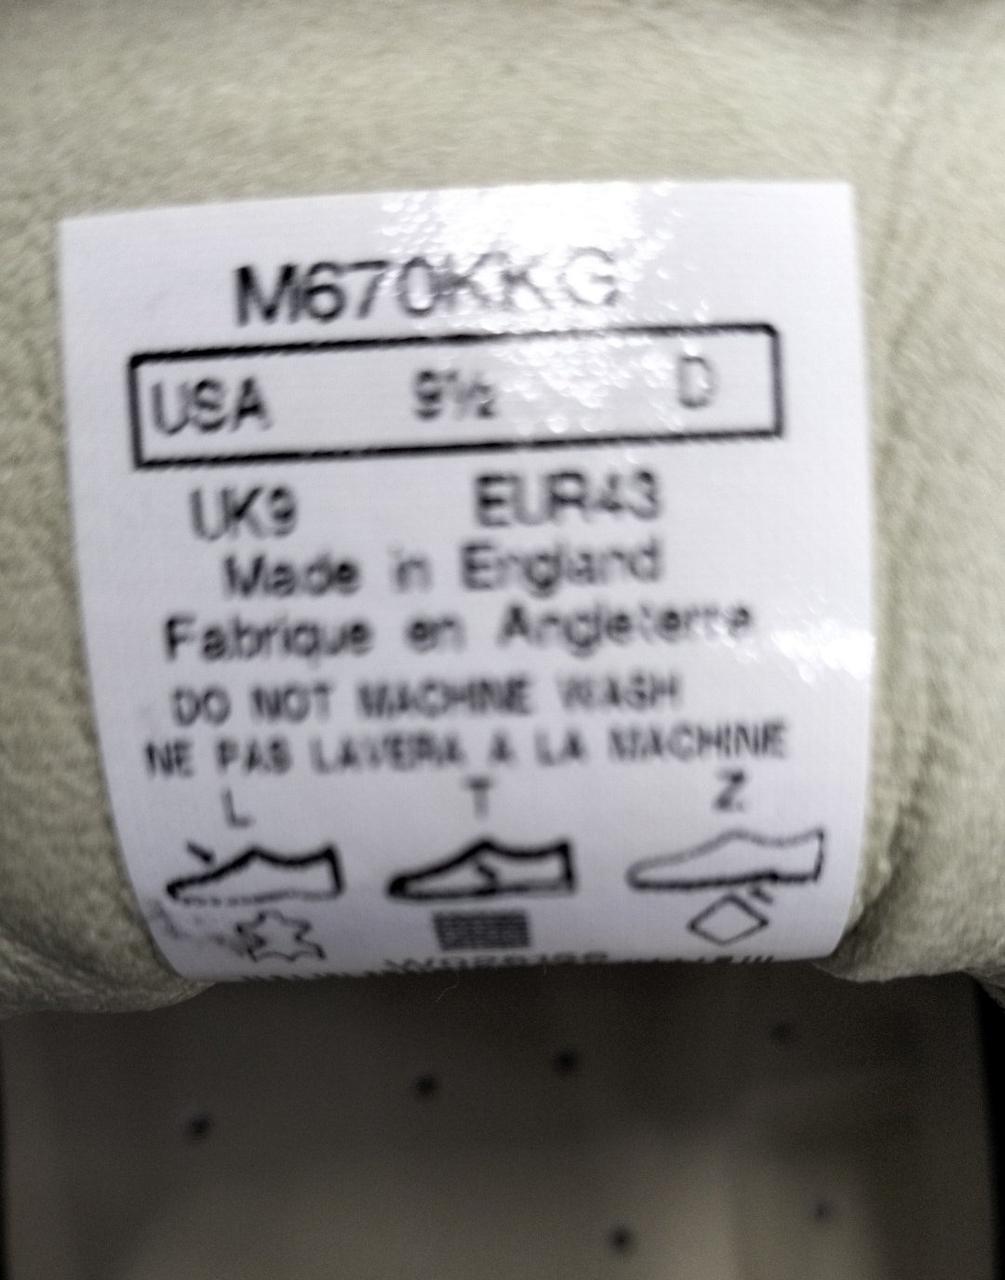 M670KKG
USA 9½ D
UK9 EUR43
Made in England
Fabrique en Angleterre
DO NOT MACHINE WASH
NE PAS LAVERA A LA MACHINE
L T Z